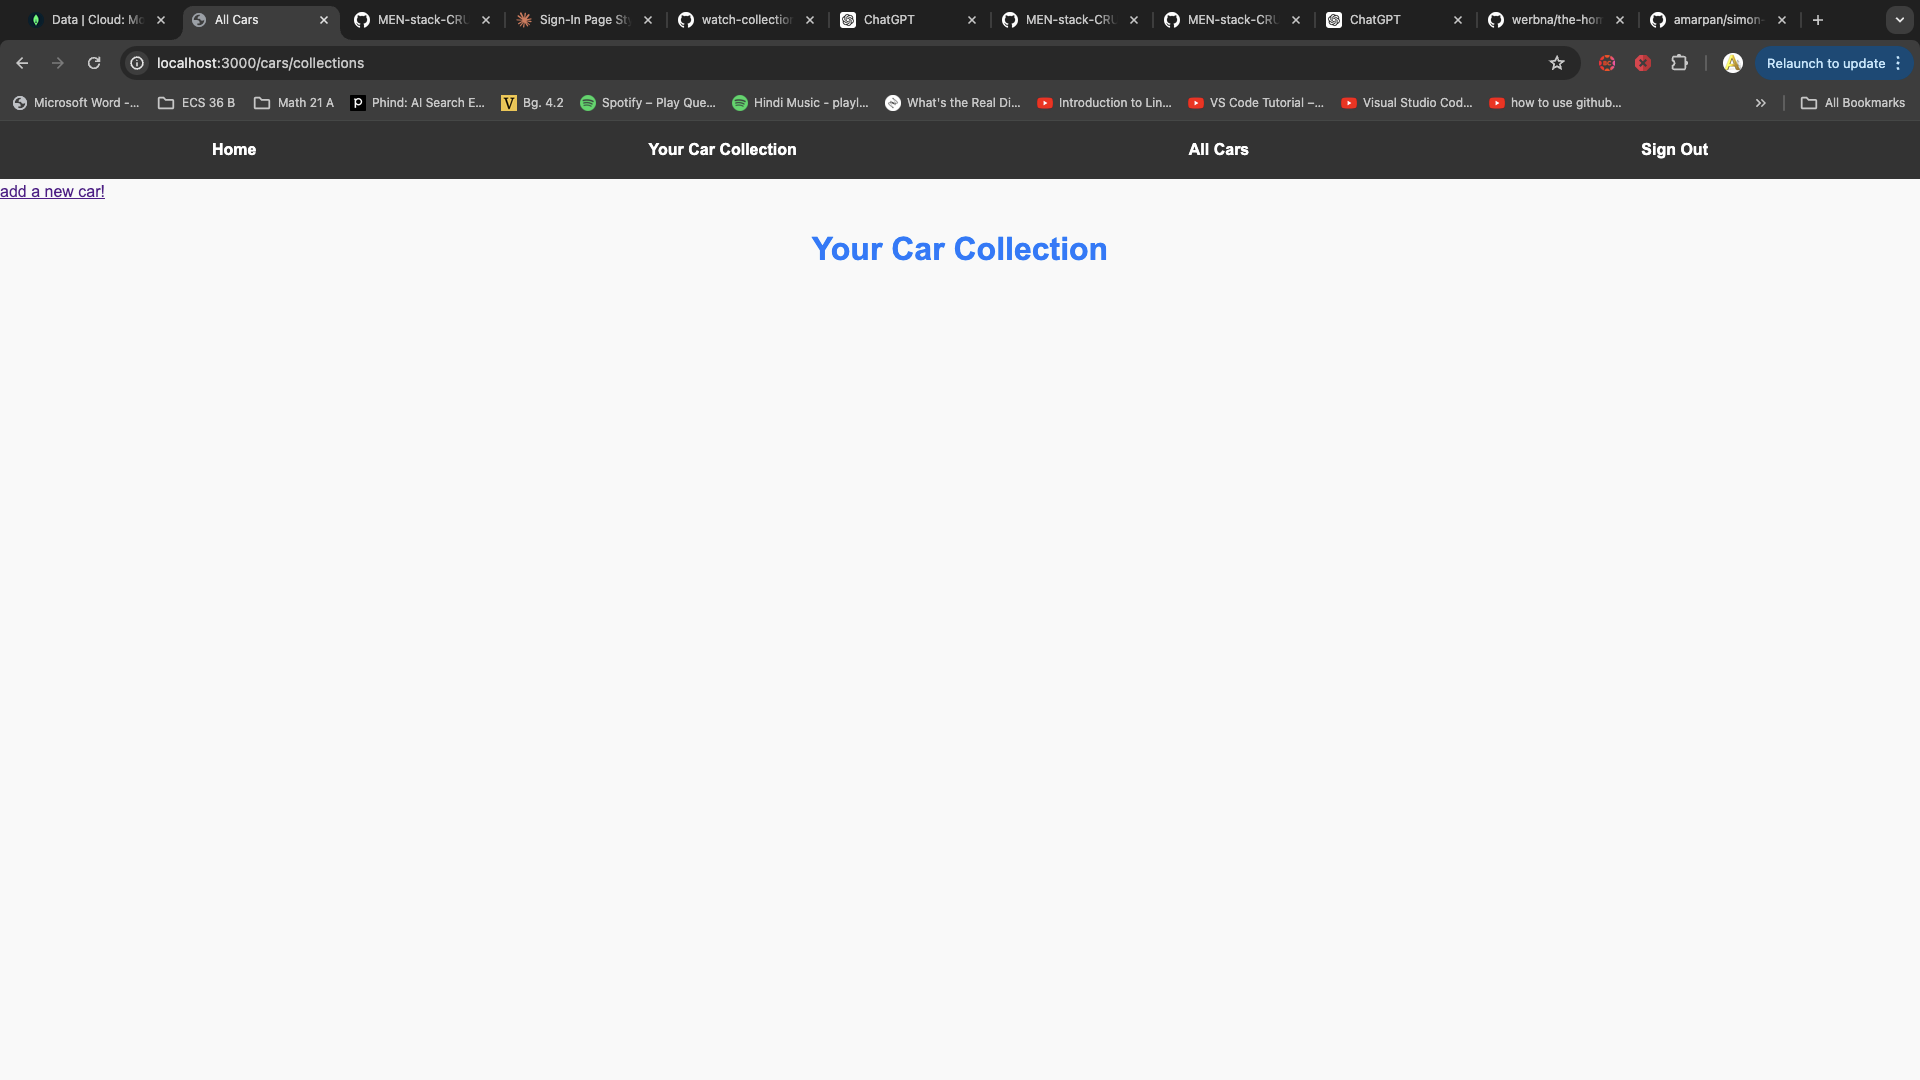 Data | Cloud: Mo
All Cars
MEN-stack-CRU
Sign-In Page Sty
watch-collection
ChatGPT
MEN-stack-CRU
MEN-stack-CRU
ChatGPT
werbna/the-hom
amarpan/simon-
localhost:3000/cars/collections
Relaunch to update
Microsoft Word -...
ECS 36 B
Math 21 A
Phind: AI Search E...
Bg. 4.2
Spotify – Play Que...
Hindi Music - playl...
What's the Real Di...
Introduction to Lin...
VS Code Tutorial –...
Visual Studio Cod...
how to use github...
All Bookmarks
Home
Your Car Collection
All Cars
Sign Out
add a new car!
Your Car Collection